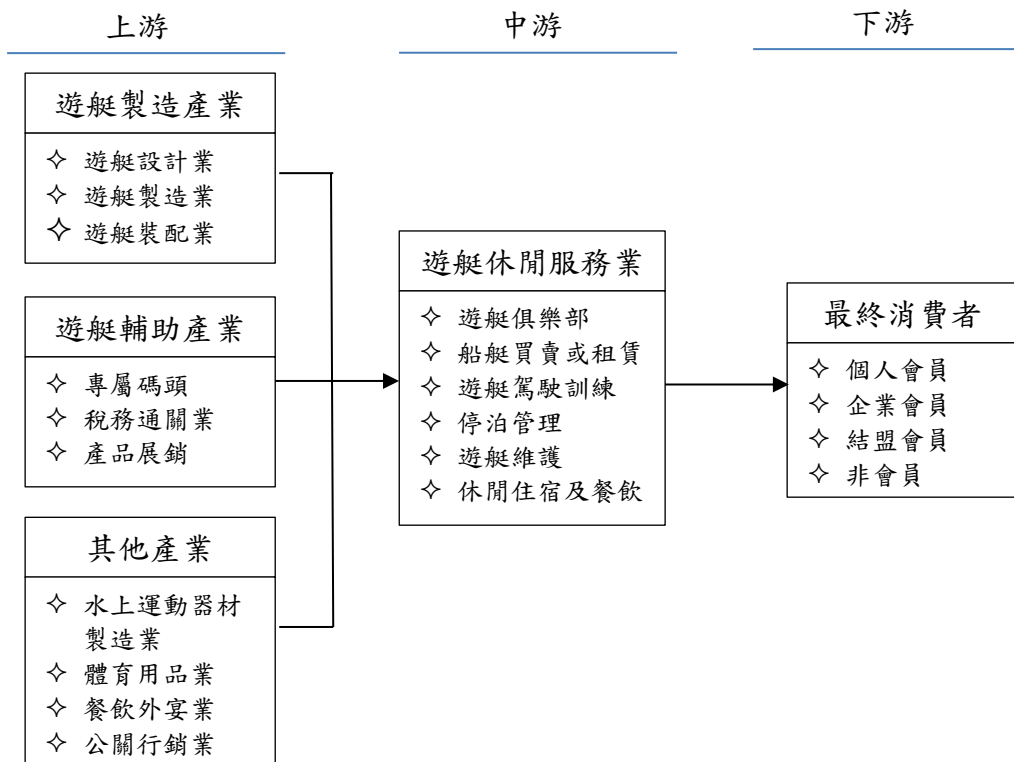 上游
中游
下游
遊艇製造產業
✧ 遊艇設計業
✧ 遊艇製造業
✧ 遊艇裝配業
遊艇輔助產業
✧ 專屬碼頭
✧ 稅務通關業
✧ 產品展銷
其他產業
✧ 水上運動器材
製造業
✧ 體育用品業
✧ 餐飲外宴業
✧ 公關行銷業
遊艇休閒服務業
✧ 遊艇俱樂部
✧ 船艇買賣或租賃
✧ 遊艇駕駛訓練
✧ 停泊管理
✧ 遊艇維護
✧ 休閒住宿及餐飲
最終消費者
✧ 個人會員
✧ 企業會員
✧ 結盟會員
✧ 非會員